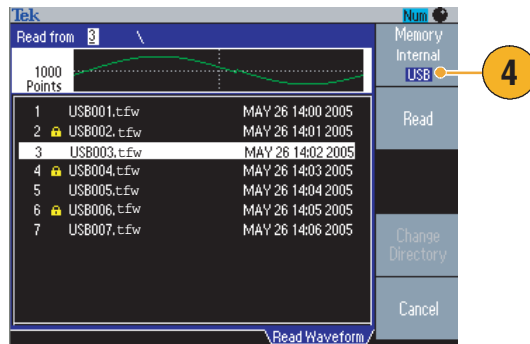 Tek
Num
Read from 3 \
1000
Points
1 USB001.tfw MAY 26 14:00 2005
2 USB002.tfw MAY 26 14:01 2005
3 USB003.tfw MAY 26 14:02 2005
4 USB004.tfw MAY 26 14:03 2005
5 USB005.tfw MAY 26 14:04 2005
6 USB006.tfw MAY 26 14:05 2005
7 USB007.tfw MAY 26 14:06 2005
Read Waveform
Memory
Internal
USB
4
Read
Change
Directory
Cancel